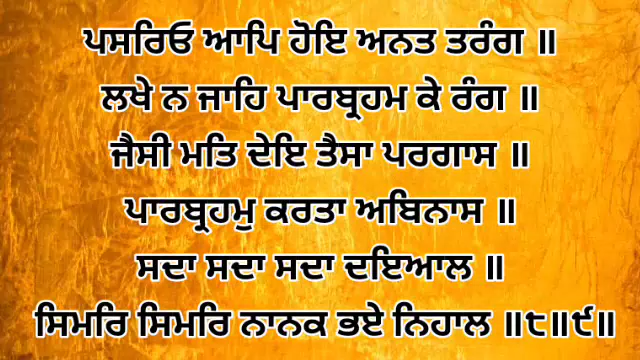 ਪਸਰਿਓ ਆਪਿ ਹੋਇ ਅਨਤ ਤਰੰਗ ॥
ਲਖੇ ਨ ਜਾਹਿ ਪਾਰਬ੍ਰਹਮ ਕੇ ਰੰਗ ॥
ਜੈਸੀ ਮਤਿ ਦੇਇ ਤੈਸਾ ਪਰਗਾਸ ॥
ਪਾਰਬ੍ਰਹਮੁ ਕਰਤਾ ਅਬਿਨਾਸ ॥
ਸਦਾ ਸਦਾ ਸਦਾ ਦਇਆਲ ॥
ਸਿਮਰਿ ਸਿਮਰਿ ਨਾਨਕ ਭਏ ਨਿਹਾਲ ॥੮॥੯॥